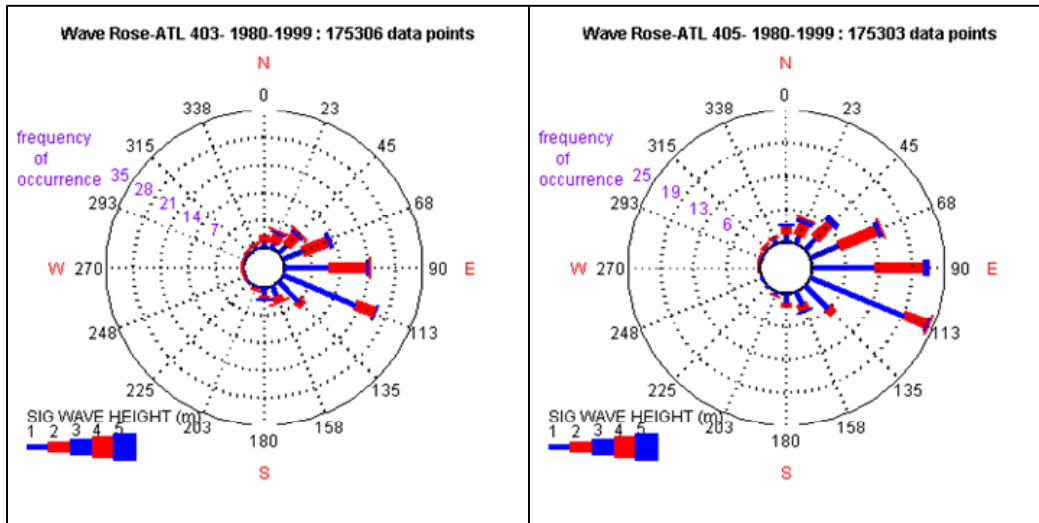 Wave Rose-ATL 403- 1980-1999 : 175306 data points
N
0
338 23
frequency
of
occurrence
315 45
35
28
21
14
7
293 68
W 270 90 E
248 113
225 135
SIG WAVE HEIGHT (m)
203 158
1 2 3 4 5
180
S
Wave Rose-ATL 405- 1980-1999 : 175303 data points
N
0
338 23
frequency
of
occurrence
315 45
25
19
13
6
293 68
W 270 90 E
248 113
225 135
SIG WAVE HEIGHT (m)
203 158
1 2 3 4 5
180
S